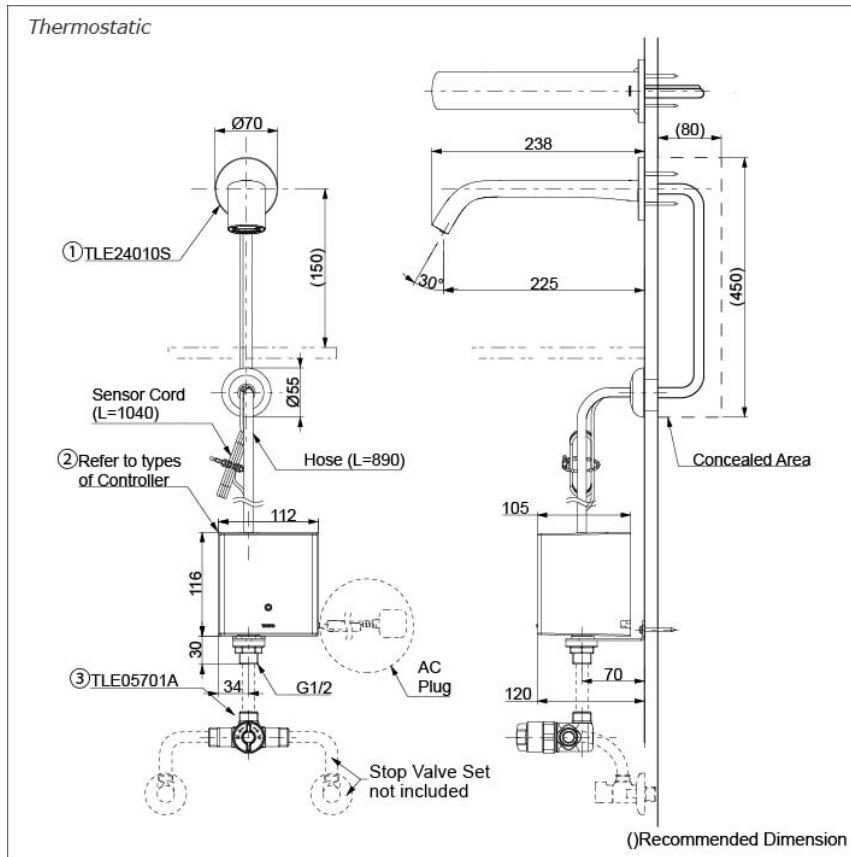 Thermostatic
Ø70
238
(80)
①TLE24010S
(150)
30°
225
(450)
Ø55
Sensor Cord
(L=1040)
Hose (L=890)
Concealed Area
②Refer to types
of Controller
112
105
116
30
34
G1/2
AC
Plug
③TLE05701A
70
120
Stop Valve Set
not included
()Recommended Dimension